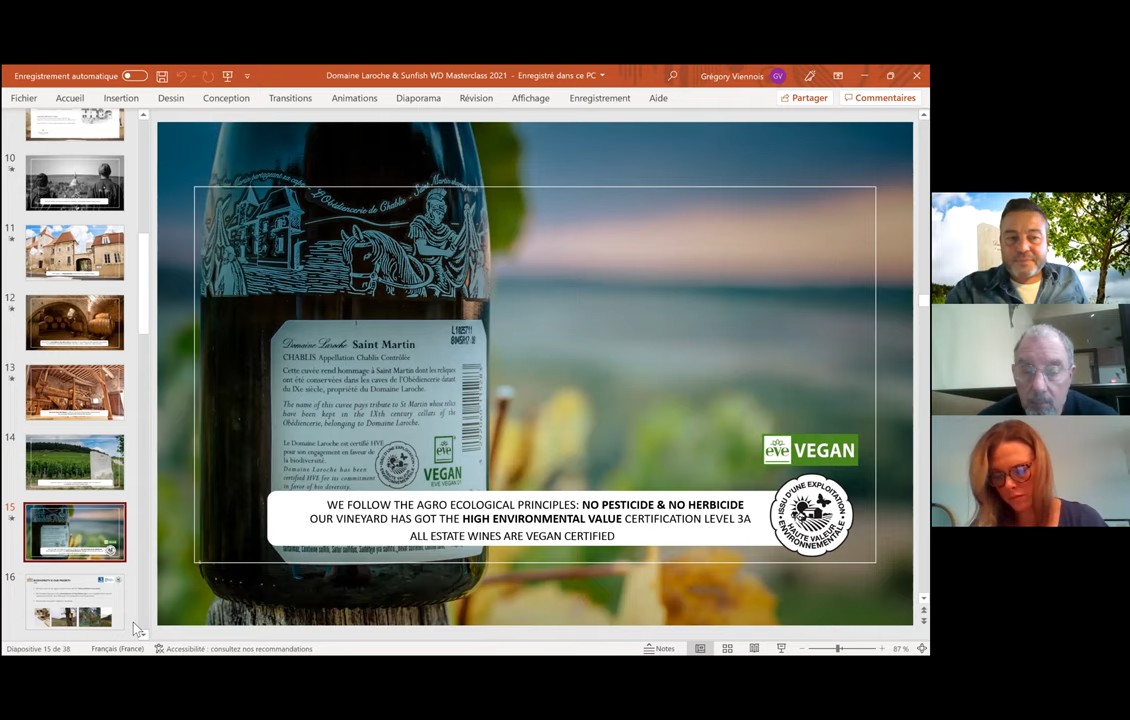 Enregistrement automatique
Domaine Laroche & Sunfish WD Masterclass 2021 - Enregistré dans ce PC
Grégory Viennois
GV
Fichier
Accueil
Insertion
Dessin
Conception
Transitions
Animations
Diaporama
Révision
Affichage
Enregistrement
Aide
Partager
Commentaires
10
11
12
13
14
15
16
L'Obédiencerie de Chablis - Saint Martin
L1025711
Domaine Laroche Saint Martin
CHABLIS Appellation Chablis Contrôlée
Cette cuvée rend hommage à Saint Martin dont les reliques
ont été conservées dans les caves de l'Obédiencerie datant
du IXe siècle, propriété du Domaine Laroche.
The name of this cuvee pays tribute to St Martin whose relics
have been kept in the IXth century cellars of the
Obédiencerie, belonging to Domaine Laroche.
Le Domaine Laroche est certifié HVE
pour son engagement en faveur de
la biodiversité.
Domaine Laroche has been
certified HVE for its commitment
in favor of bio diversity.
eve
VEGAN
eve VEGAN
WE FOLLOW THE AGRO ECOLOGICAL PRINCIPLES: NO PESTICIDE & NO HERBICIDE
OUR VINEYARD HAS GOT THE HIGH ENVIRONMENTAL VALUE CERTIFICATION LEVEL 3A
ALL ESTATE WINES ARE VEGAN CERTIFIED
ISSU D'UNE EXPLOITATION
HAUTE VALEUR
ENVIRONNEMENTALE
Diapositive 15 de 38
Français (France)
Accessibilité : consultez nos recommandations
Notes
87 %